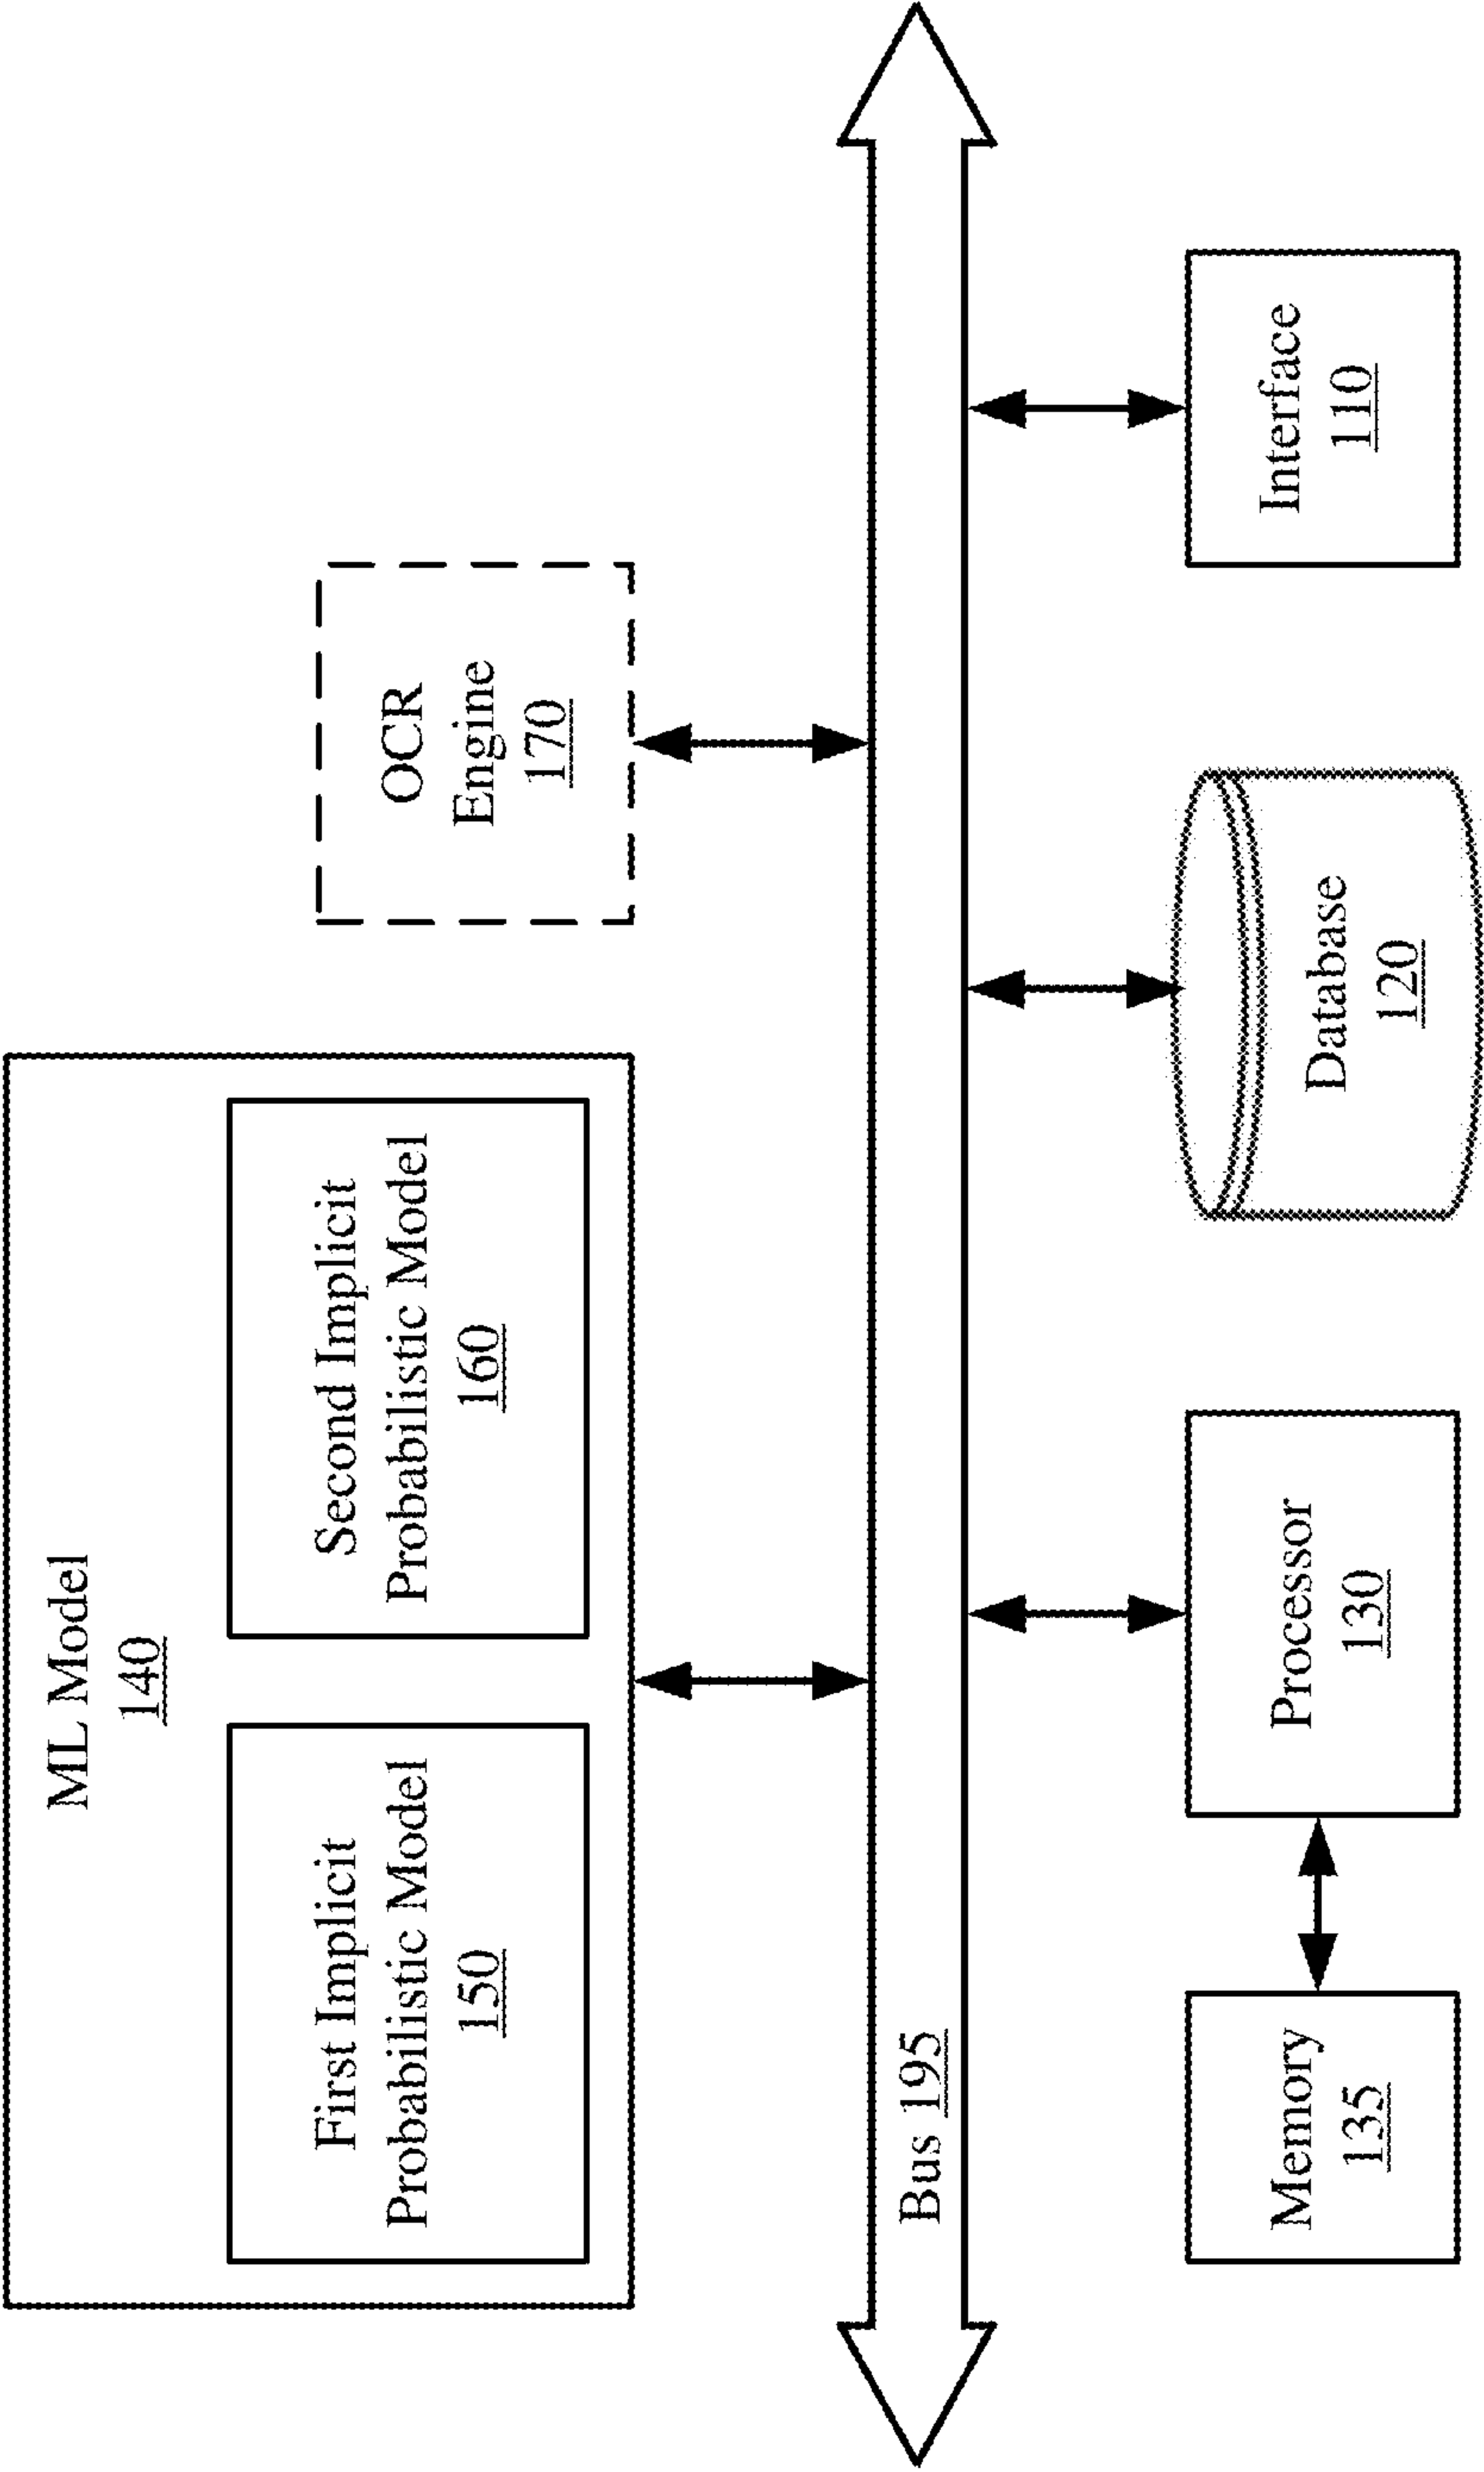 ML Model
140
First Implicit
Probabilistic Model
150
Second Implicit
Probabilistic Model
160
OCR
Engine
170
Bus 195
Memory
135
Processor
130
Database
120
Interface
110